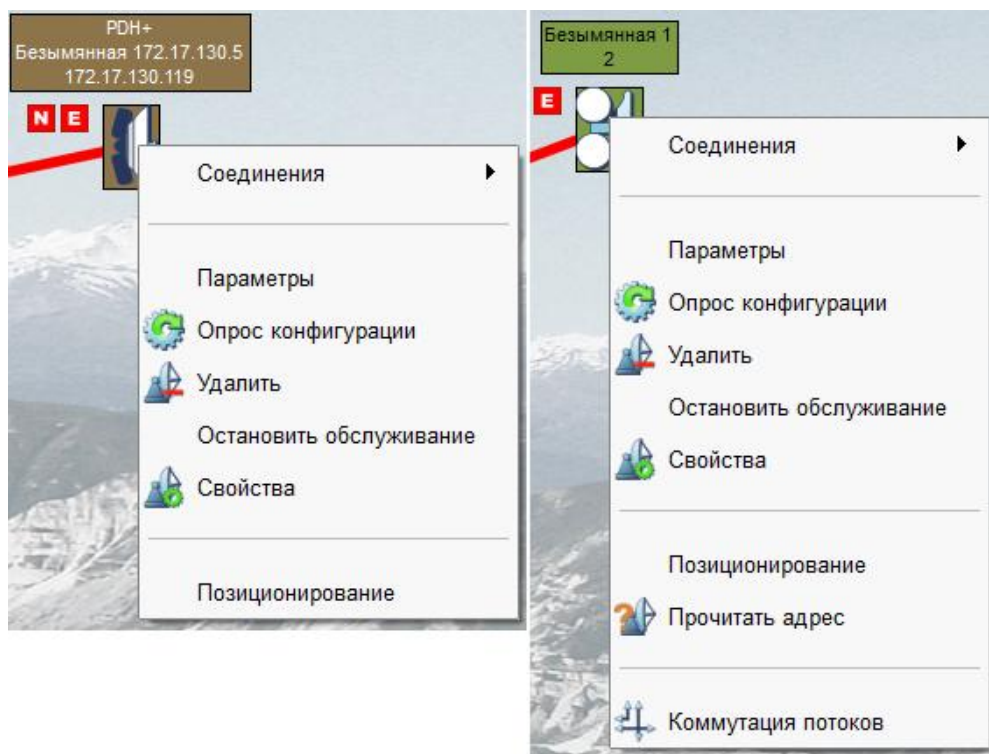 PDH+
Безымянная 172.17.130.5
172.17.130.119
N E
Соединения
Параметры
Опрос конфигурации
Удалить
Остановить обслуживание
Свойства
Позиционирование
Безымянная 1
2
E
Соединения
Параметры
Опрос конфигурации
Удалить
Остановить обслуживание
Свойства
Позиционирование
Прочитать адрес
Коммутация потоков